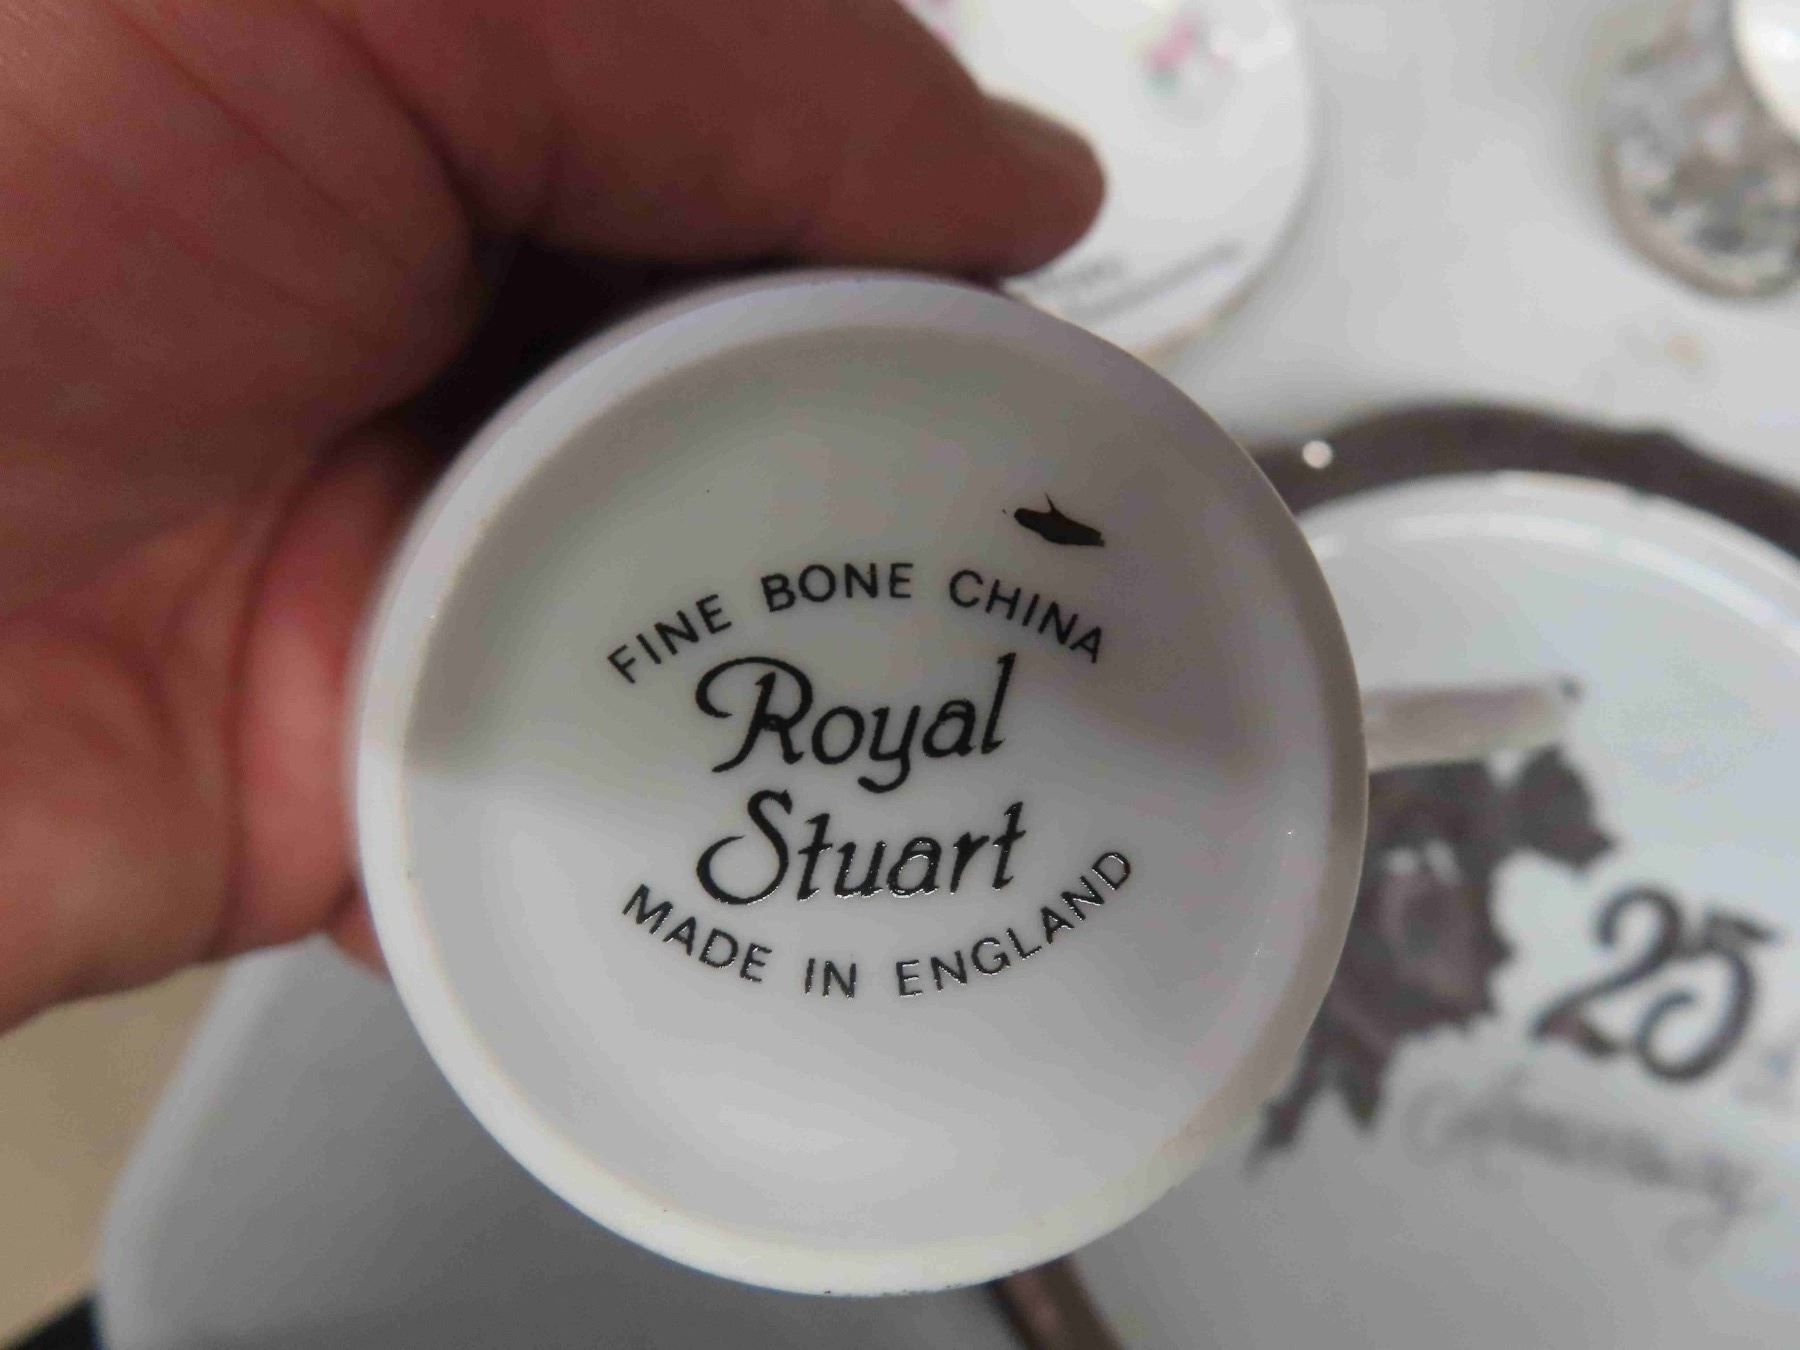 FINE BONE CHINA
Royal
Stuart
MADE IN ENGLAND
25